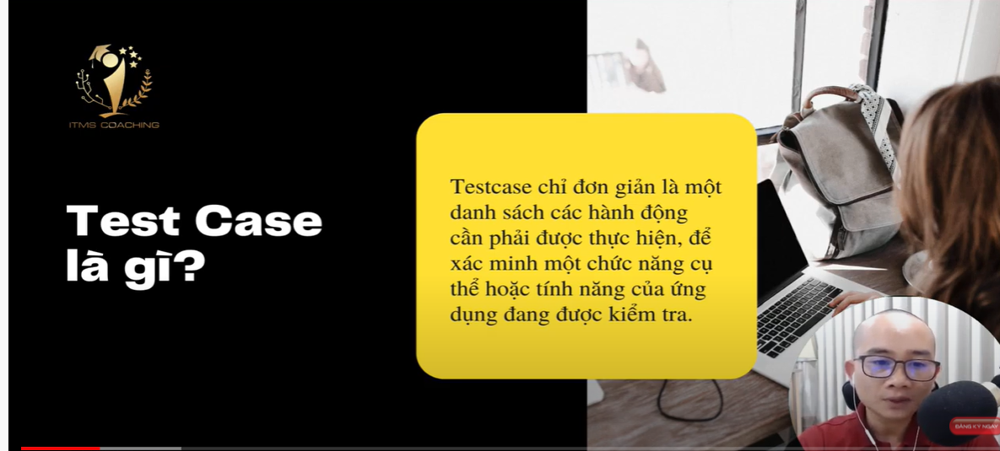 ITMS COACHING
Test Case
là gì?
Testcase chỉ đơn giản là một
danh sách các hành động
cần phải được thực hiện, để
xác minh một chức năng cụ
thể hoặc tính năng của ứng
dụng đang được kiểm tra.
ĐĂNG KÝ NGAY